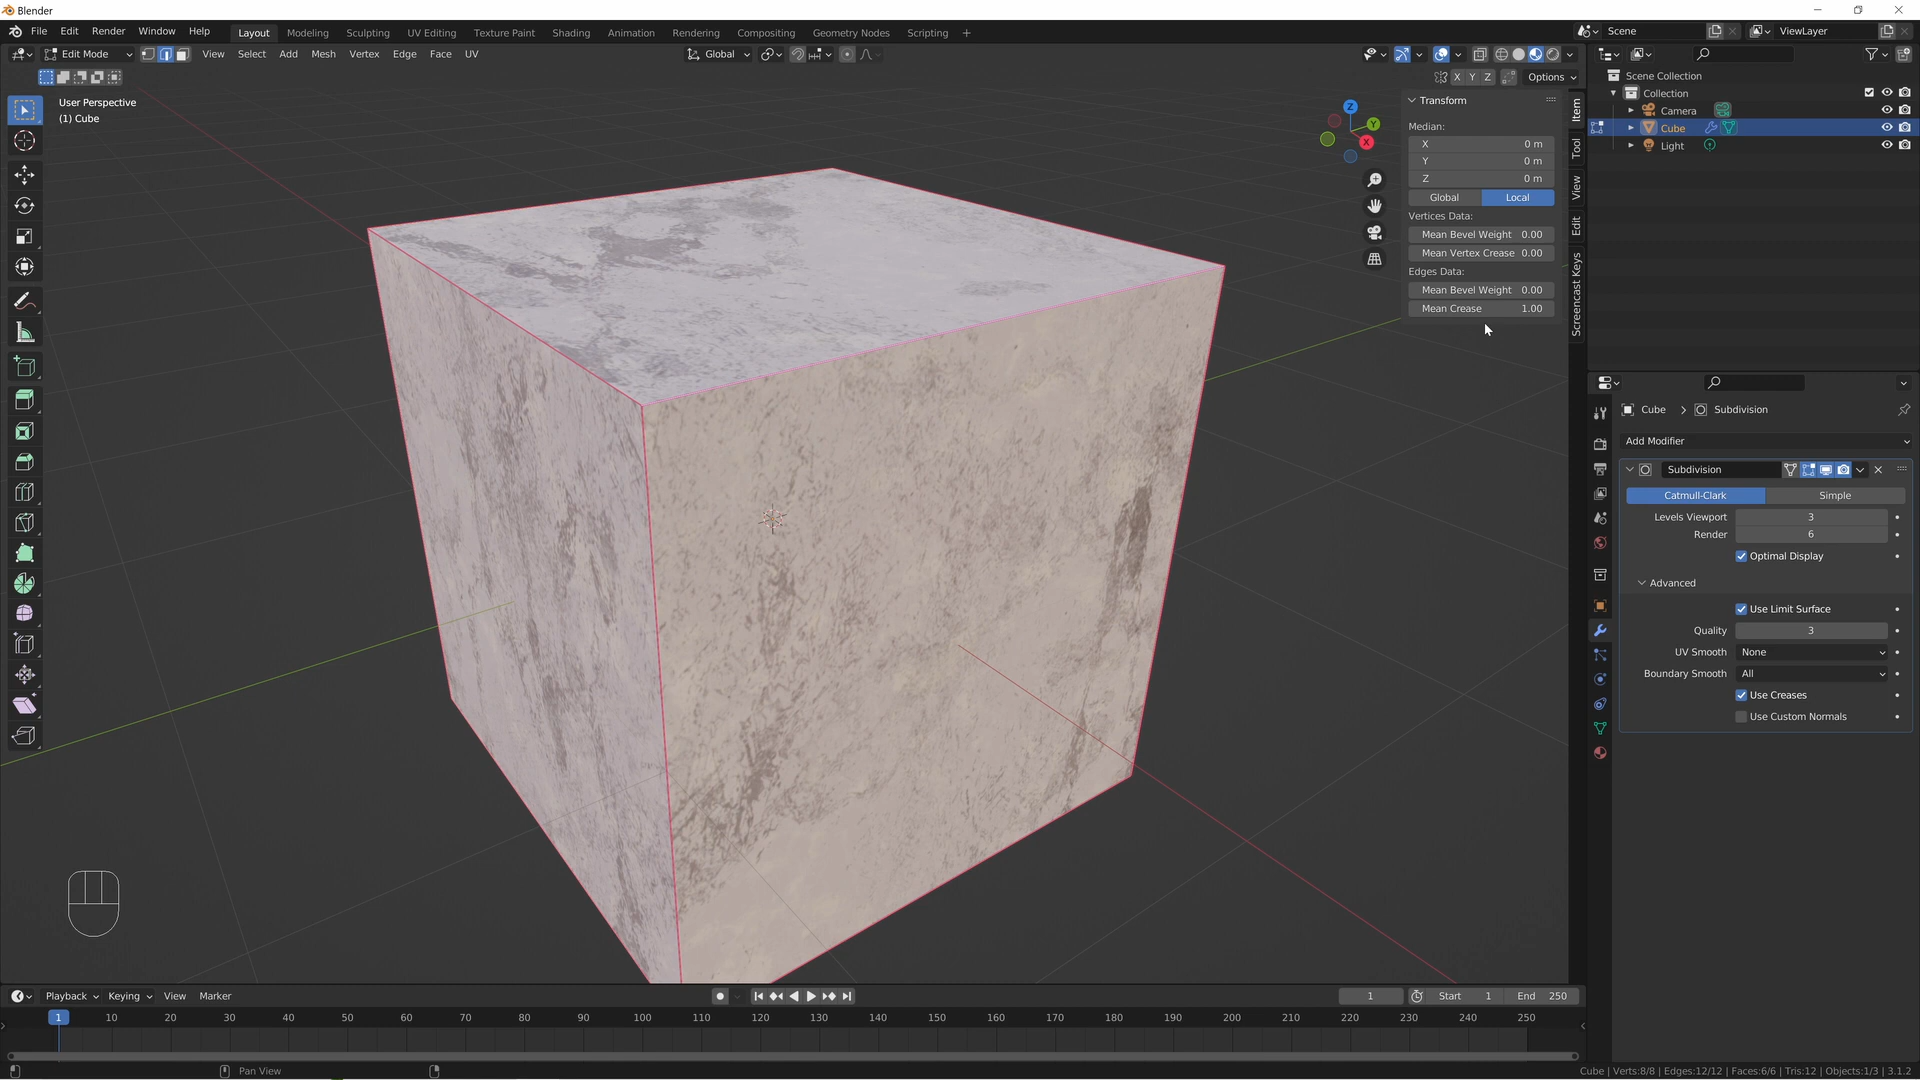 Blender
File Edit Render Window Help Layout Modeling Sculpting UV Editing Texture Paint Shading Animation Rendering Compositing Geometry Nodes Scripting + Scene ViewLayer
Edit Mode View Select Add Mesh Vertex Edge Face UV Global
X Y Z Options
User Perspective
(1) Cube
Z
Y
X
Transform
Median:
X 0 m
Y 0 m
Z 0 m
Global Local
Vertices Data:
Mean Bevel Weight 0.00
Mean Vertex Crease 0.00
Edges Data:
Mean Bevel Weight 0.00
Mean Crease 1.00
Item
Tool
View
Edit
Screencast Keys
Scene Collection
Collection
Camera
Cube
Light
Cube > Subdivision
Add Modifier
Subdivision
Catmull-Clark Simple
Levels Viewport 3
Render 6
Optimal Display
Advanced
Use Limit Surface
Quality 3
UV Smooth None
Boundary Smooth All
Use Creases
Use Custom Normals
Playback Keying View Marker 1 Start 1 End 250
1 10 20 30 40 50 60 70 80 90 100 110 120 130 140 150 160 170 180 190 200 210 220 230 240 250
Pan View
Cube | Verts:8/8 | Edges:12/12 | Faces:6/6 | Tris:12 | Objects:1/3 | 3.1.2